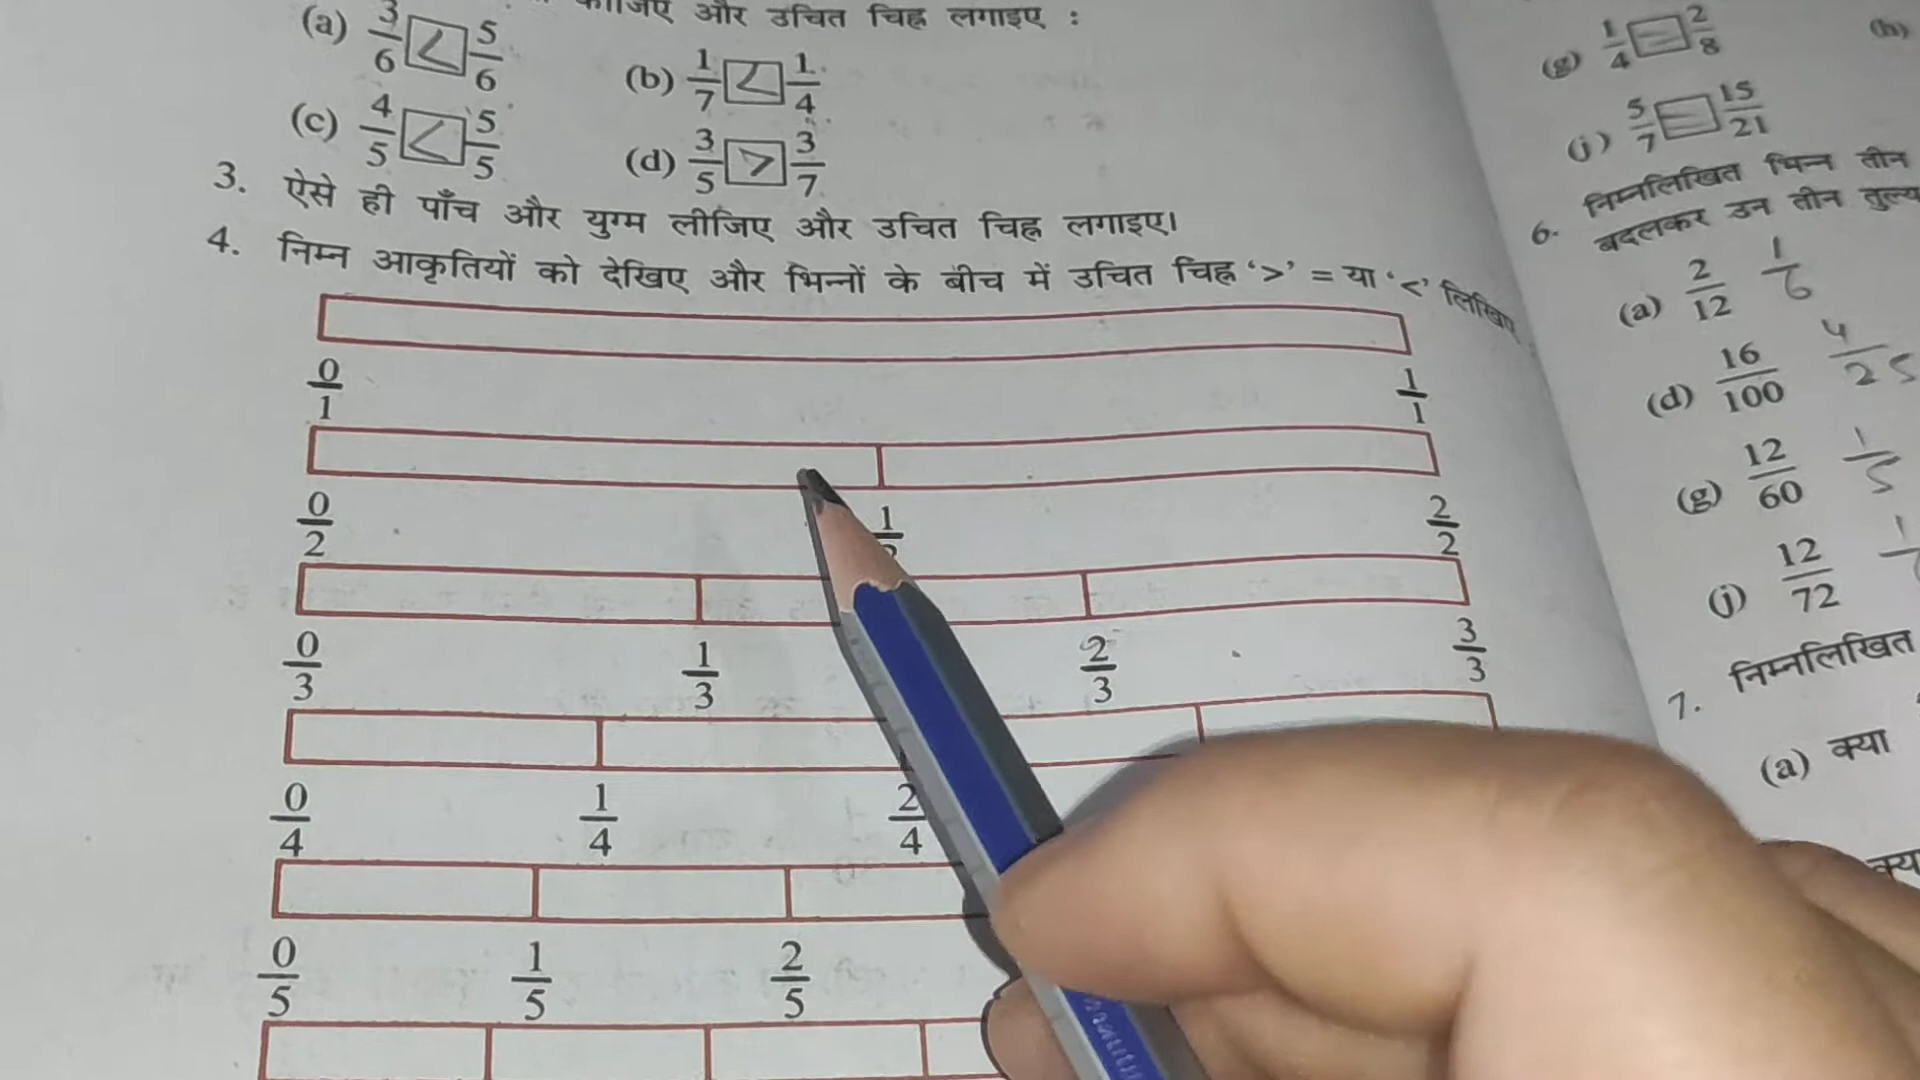 और उचित चिह्न लगाइए :
(a) 3/6 < 5/6
(b) 1/7 < 1/4
(c) 4/5 < 5/5
(d) 3/5 > 3/7
3. ऐसे ही पाँच और युग्म लीजिए और उचित चिह्न लगाइए।
4. निम्न आकृतियों को देखिए और भिन्नों के बीच में उचित चिह्न ‘>’ = या ‘<’ लिखिए
0/1 1/1
0/2 1/2 2/2
0/3 1/3 2/3 3/3
0/4 1/4 2/4
0/5 1/5 2/5
(g) 1/4 = 2/8 (h)
(j) 5/7 = 15/21
6. निम्नलिखित भिन्न तीन
बदलकर उन तीन तुल्य
(a) 2/12 1/6
(d) 16/100 4/25
(g) 12/60 1/5
(j) 12/72
7. निम्नलिखित
(a) क्या